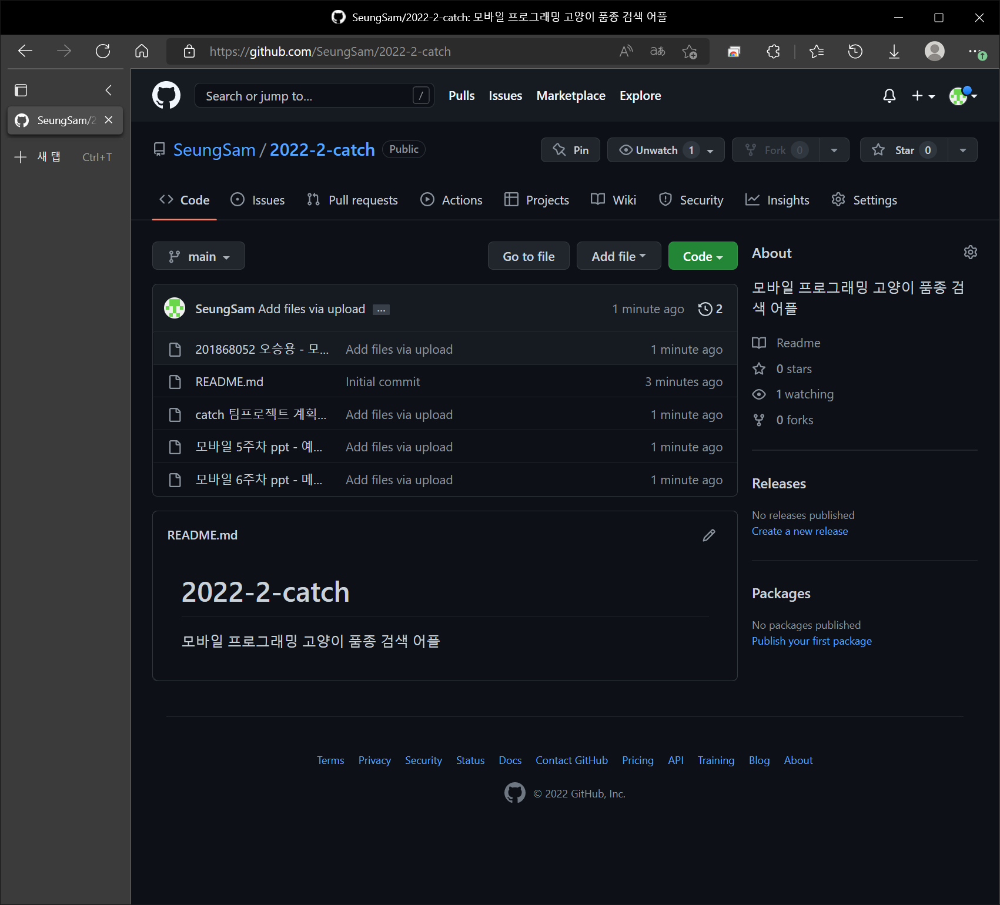 SeungSam/2022-2-catch: 모바일 프로그래밍 고양이 품종 검색 어플
https://github.com/SeungSam/2022-2-catch
SeungSam/2
새 탭 Ctrl+T
Search or jump to... /
Pulls Issues Marketplace Explore
SeungSam / 2022-2-catch Public
Pin Unwatch 1 Fork 0 Star 0
Code Issues Pull requests Actions Projects Wiki Security Insights Settings
main Go to file Add file Code
SeungSam Add files via upload ... 1 minute ago 2
201868052 오승용 - 모... Add files via upload 1 minute ago
README.md Initial commit 3 minutes ago
catch 팀프로젝트 계획... Add files via upload 1 minute ago
모바일 5주차 ppt - 예... Add files via upload 1 minute ago
모바일 6주차 ppt - 메... Add files via upload 1 minute ago
README.md
2022-2-catch
모바일 프로그래밍 고양이 품종 검색 어플
About
모바일 프로그래밍 고양이 품종 검
색 어플
Readme
0 stars
1 watching
0 forks
Releases
No releases published
Create a new release
Packages
No packages published
Publish your first package
Terms Privacy Security Status Docs Contact GitHub Pricing API Training Blog About
© 2022 GitHub, Inc.